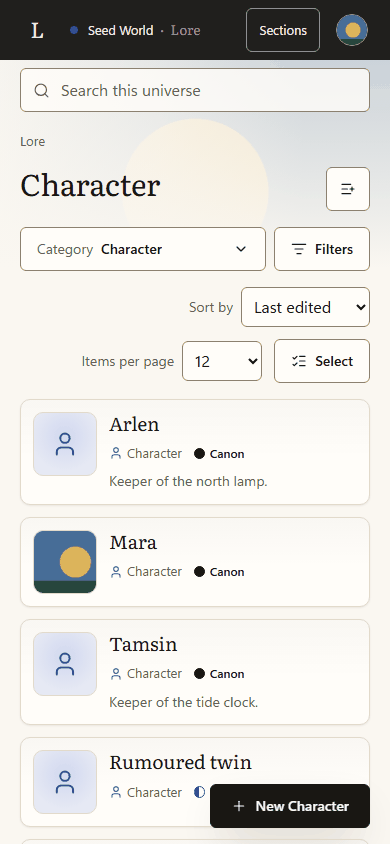 L Seed World · Lore Sections
Search this universe
Lore
Character
Category Character Filters
Sort by Last edited
Items per page 12 Select
Arlen
Character Canon
Keeper of the north lamp.
Mara
Character Canon
Tamsin
Character Canon
Keeper of the tide clock.
Rumoured twin
Character
+ New Character